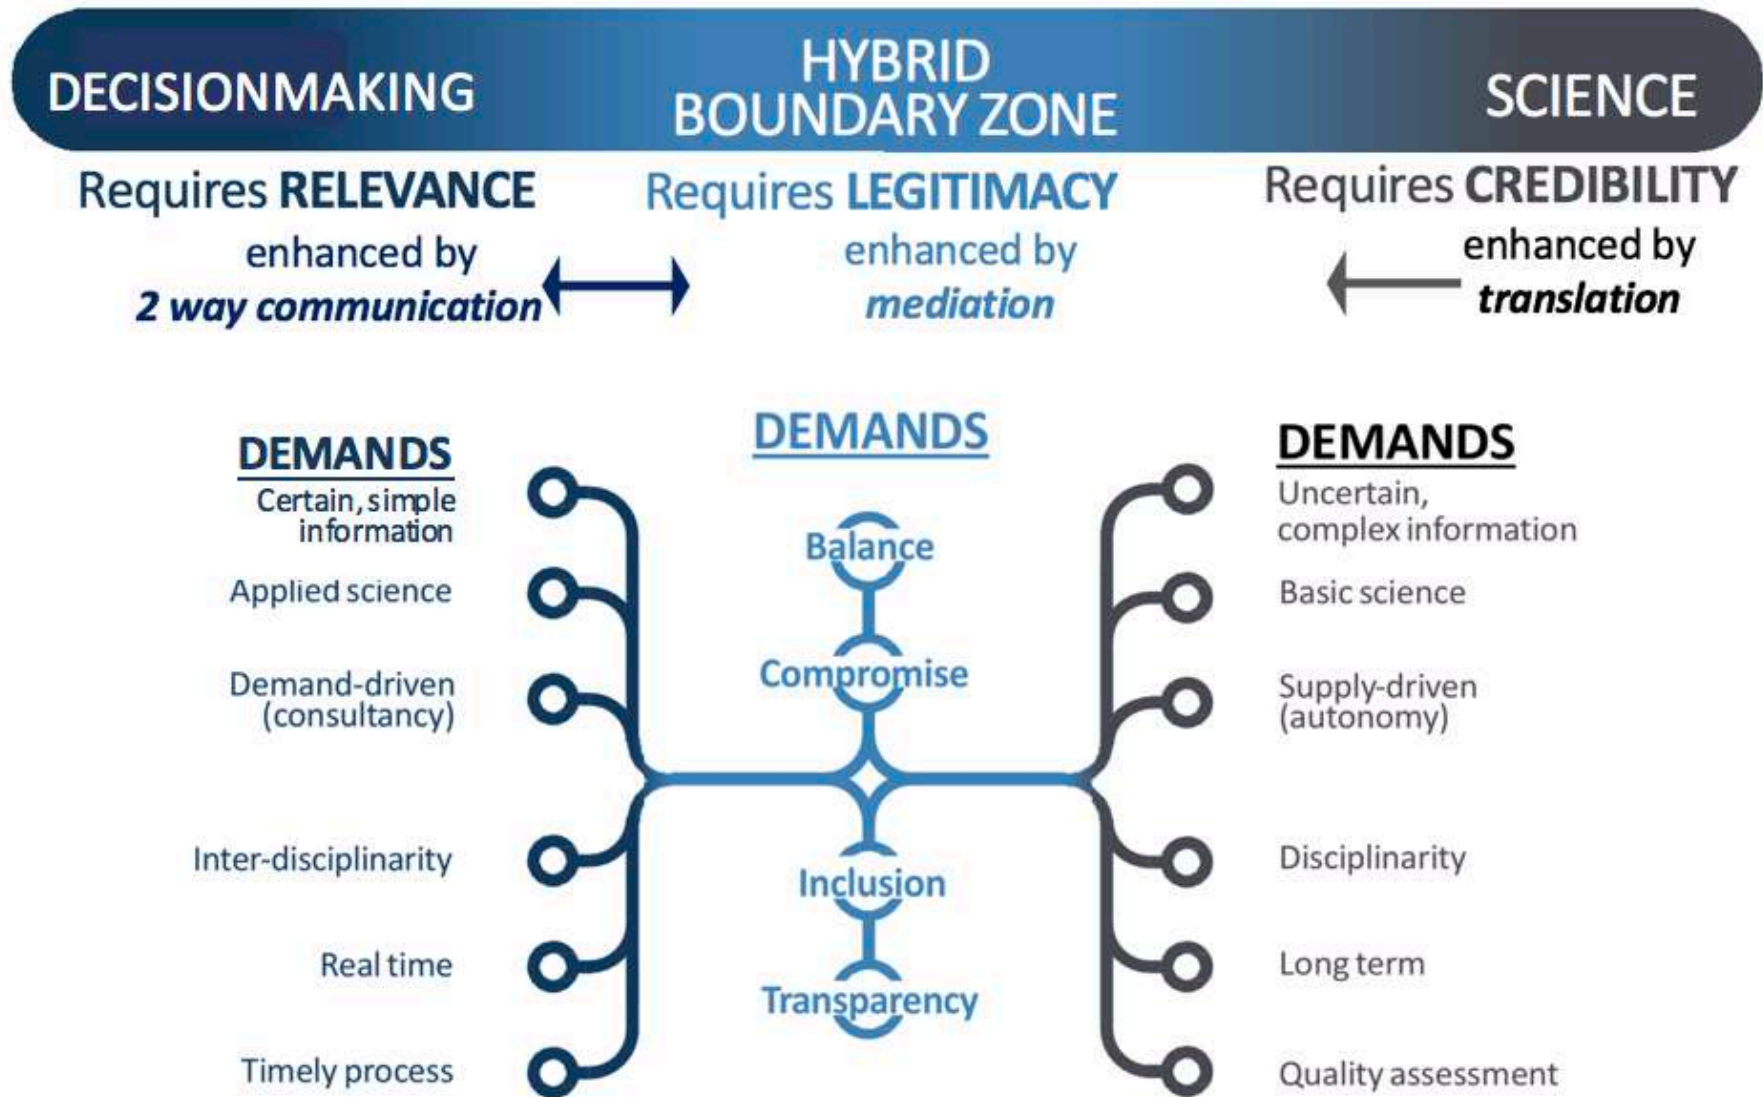 DECISIONMAKING
HYBRID
BOUNDARY ZONE
SCIENCE
Requires RELEVANCE
enhanced by
2 way communication
Requires LEGITIMACY
enhanced by
mediation
Requires CREDIBILITY
enhanced by
translation
DEMANDS
Certain, simple
information
Applied science
Demand-driven
(consultancy)
Inter-disciplinarity
Real time
Timely process
DEMANDS
Balance
Compromise
Inclusion
Transparency
DEMANDS
Uncertain,
complex information
Basic science
Supply-driven
(autonomy)
Disciplinarity
Long term
Quality assessment